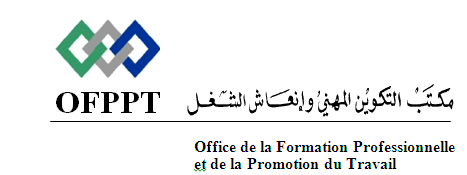 OFPPT
مكتب التكوين المهني وإنعاش الشغل
Office de la Formation Professionnelle
et de la Promotion du Travail